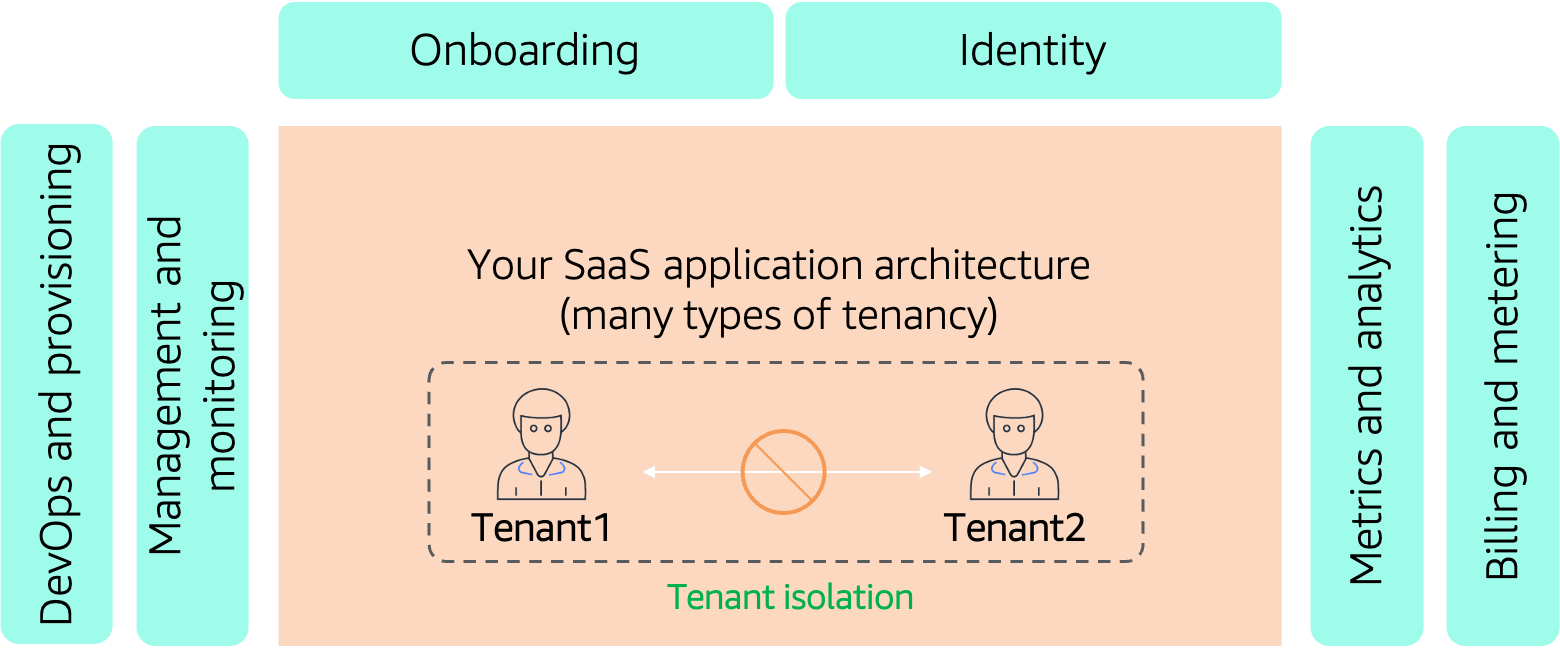 Onboarding
Identity
DevOps and provisioning
Management and
monitoring
Your SaaS application architecture
(many types of tenancy)
Tenant1
Tenant2
Tenant isolation
Metrics and analytics
Billing and metering